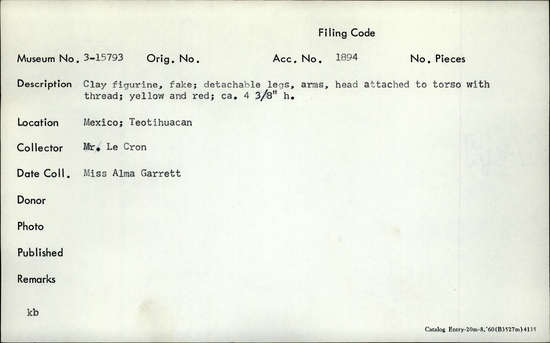 Filing Code
Museum No. 3-15793 Orig. No. Acc. No. 1894 No. Pieces
Description Clay figurine, fake; detachable legs, arms, head attached to torso with
thread; yellow and red; ca. 4 3/8" h.
Location Mexico; Teotihuacan
Collector Mr. Le Cron
Date Coll. Miss Alma Garrett
Donor
Photo
Published
Remarks
kb
Catalog Entry-20m-8,'60(B3527m)4115